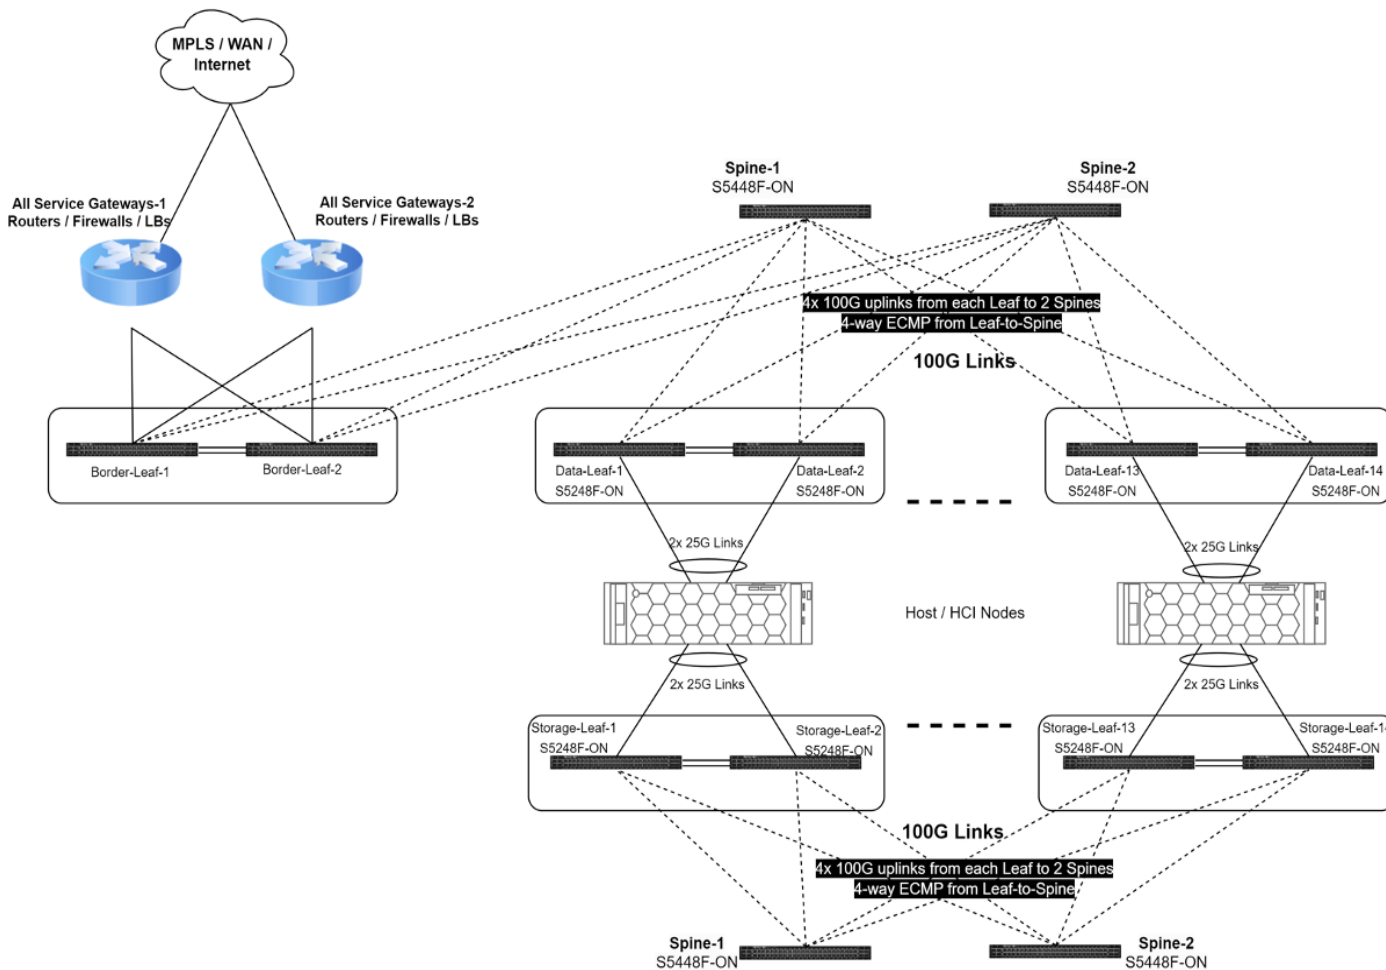 MPLS / WAN /
Internet
All Service Gateways-1
Routers / Firewalls / LBs
All Service Gateways-2
Routers / Firewalls / LBs
Spine-1
S5448F-ON
Spine-2
S5448F-ON
4x 100G uplinks from each Leaf to 2 Spines
4-way ECMP from Leaf-to-Spine
100G Links
Border-Leaf-1
Border-Leaf-2
Data-Leaf-1
S5248F-ON
Data-Leaf-2
S5248F-ON
Data-Leaf-13
S5248F-ON
Data-Leaf-14
S5248F-ON
2x 25G Links
2x 25G Links
Host / HCI Nodes
2x 25G Links
2x 25G Links
Storage-Leaf-1
S5248F-ON
Storage-Leaf-2
S5248F-ON
Storage-Leaf-13
S5248F-ON
Storage-Leaf-14
S5248F-ON
100G Links
4x 100G uplinks from each Leaf to 2 Spines
4-way ECMP from Leaf-to-Spine
Spine-1
S5448F-ON
Spine-2
S5448F-ON